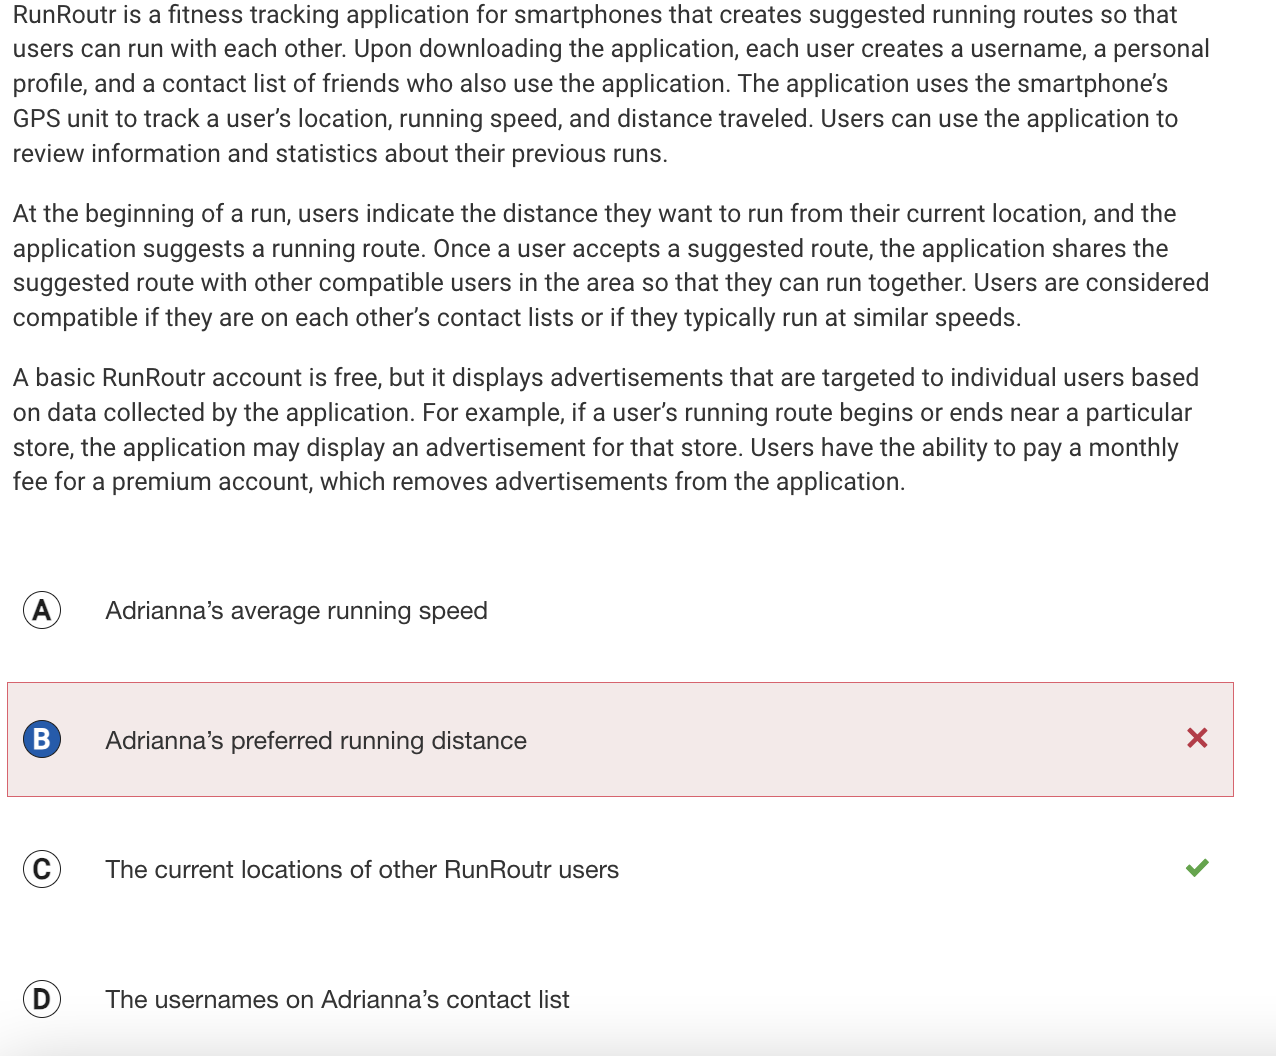 RunRoutr is a fitness tracking application for smartphones that creates suggested running routes so that
users can run with each other. Upon downloading the application, each user creates a username, a personal
profile, and a contact list of friends who also use the application. The application uses the smartphone’s
GPS unit to track a user’s location, running speed, and distance traveled. Users can use the application to
review information and statistics about their previous runs.
At the beginning of a run, users indicate the distance they want to run from their current location, and the
application suggests a running route. Once a user accepts a suggested route, the application shares the
suggested route with other compatible users in the area so that they can run together. Users are considered
compatible if they are on each other’s contact lists or if they typically run at similar speeds.
A basic RunRoutr account is free, but it displays advertisements that are targeted to individual users based
on data collected by the application. For example, if a user’s running route begins or ends near a particular
store, the application may display an advertisement for that store. Users have the ability to pay a monthly
fee for a premium account, which removes advertisements from the application.
A Adrianna’s average running speed
B Adrianna’s preferred running distance
C The current locations of other RunRoutr users
D The usernames on Adrianna’s contact list